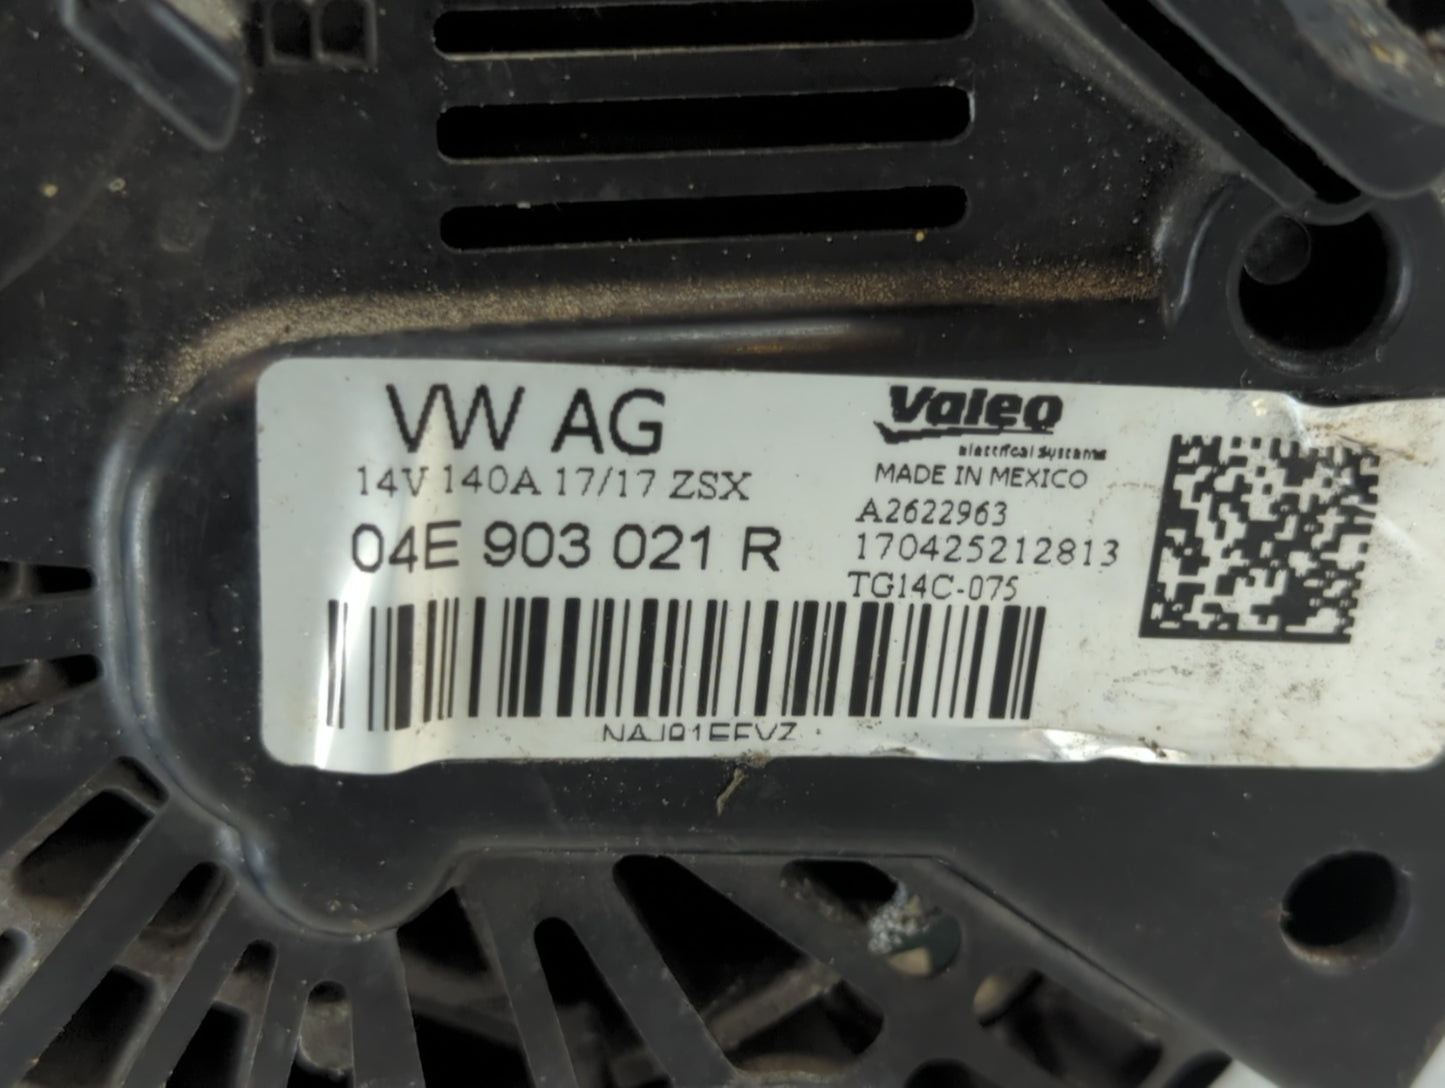 VW AG
14V 140A 17/17 ZSX
04E 903 021 R
Valeo
electrical systems
MADE IN MEXICO
A2622963
170425212813
TG14C-075